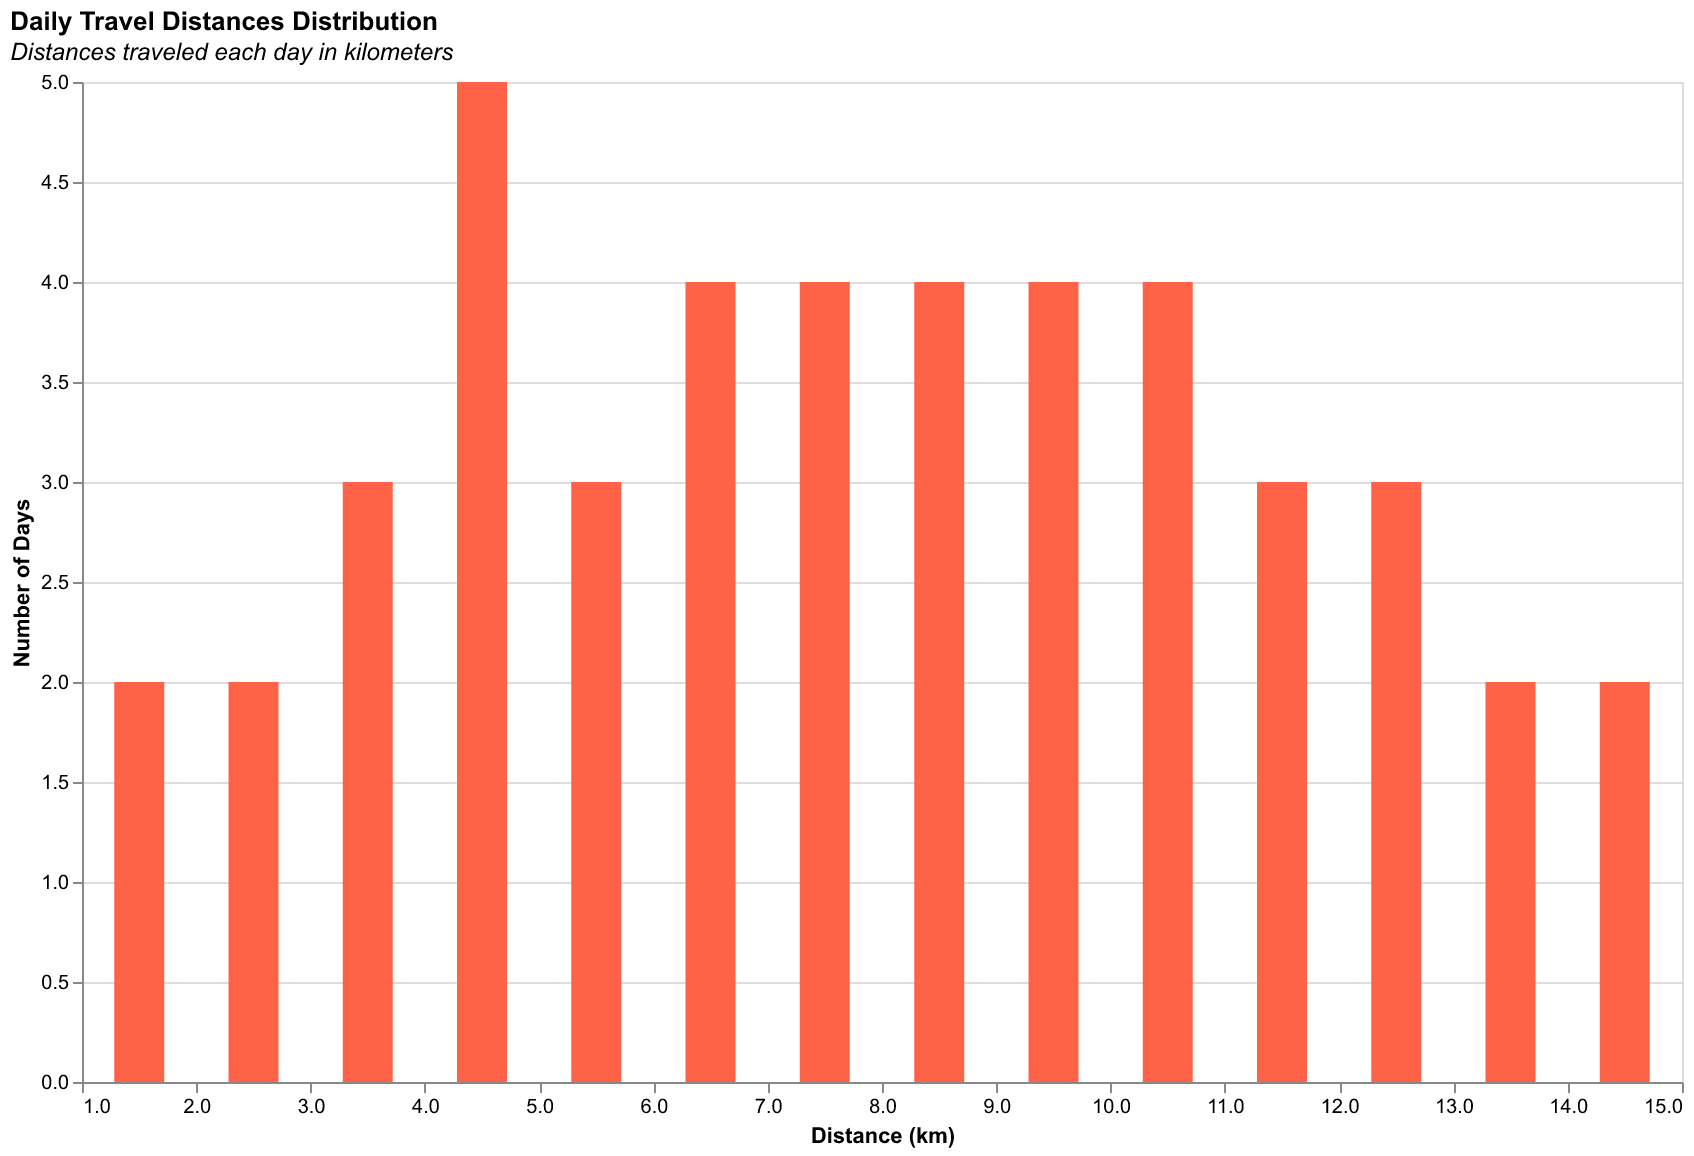 Daily Travel Distances Distribution
Distances traveled each day in kilometers
5.0
4.5
4.0
3.5
3.0
2.5
2.0
1.5
1.0
0.5
0.0
Number of Days
1.0 2.0 3.0 4.0 5.0 6.0 7.0 8.0 9.0 10.0 11.0 12.0 13.0 14.0 15.0
Distance (km)